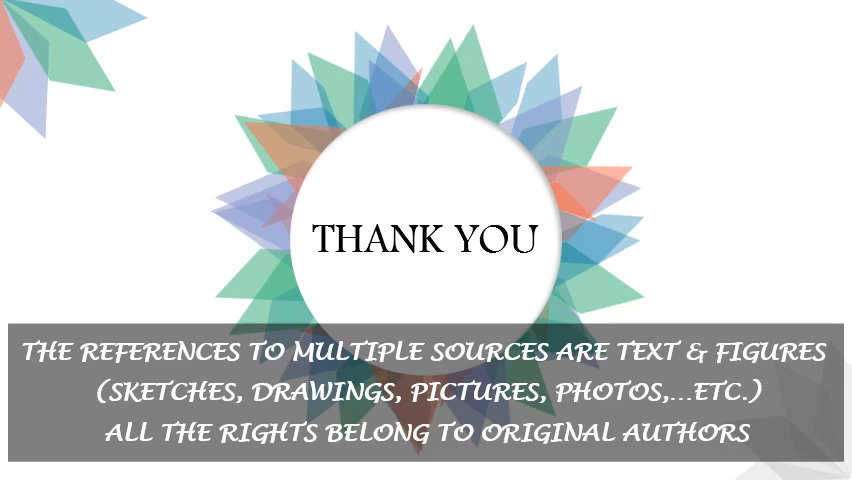 THANK YOU
THE REFERENCES TO MULTIPLE SOURCES ARE TEXT & FIGURES
(SKETCHES, DRAWINGS, PICTURES, PHOTOS,...ETC.)
ALL THE RIGHTS BELONG TO ORIGINAL AUTHORS